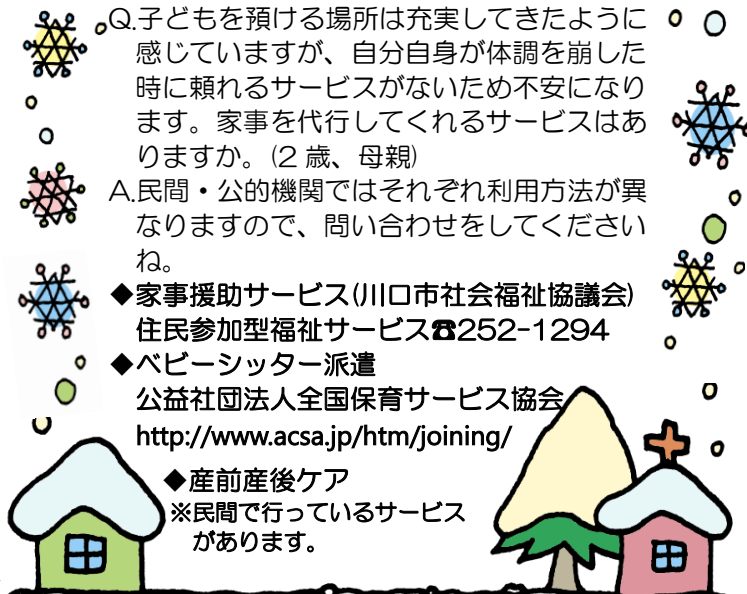 Q.子どもを預ける場所は充実してきたように
感じていますが、自分自身が体調を崩した
時に頼れるサービスがないため不安になり
ます。家事を代行してくれるサービスはあ
りますか。(2 歳、母親)
A.民間・公的機関ではそれぞれ利用方法が異
なりますので、問い合わせをしてください
ね。
◆家事援助サービス(川口市社会福祉協議会)
住民参加型福祉サービス☎252-1294
◆ベビーシッター派遣
公益社団法人全国保育サービス協会
http://www.acsa.jp/htm/joining/
◆産前産後ケア
※民間で行っているサービス
があります。